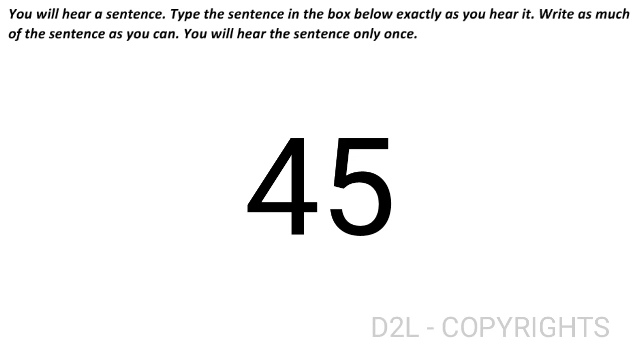 You will hear a sentence. Type the sentence in the box below exactly as you hear it. Write as much
of the sentence as you can. You will hear the sentence only once.
45
D2L - COPYRIGHTS